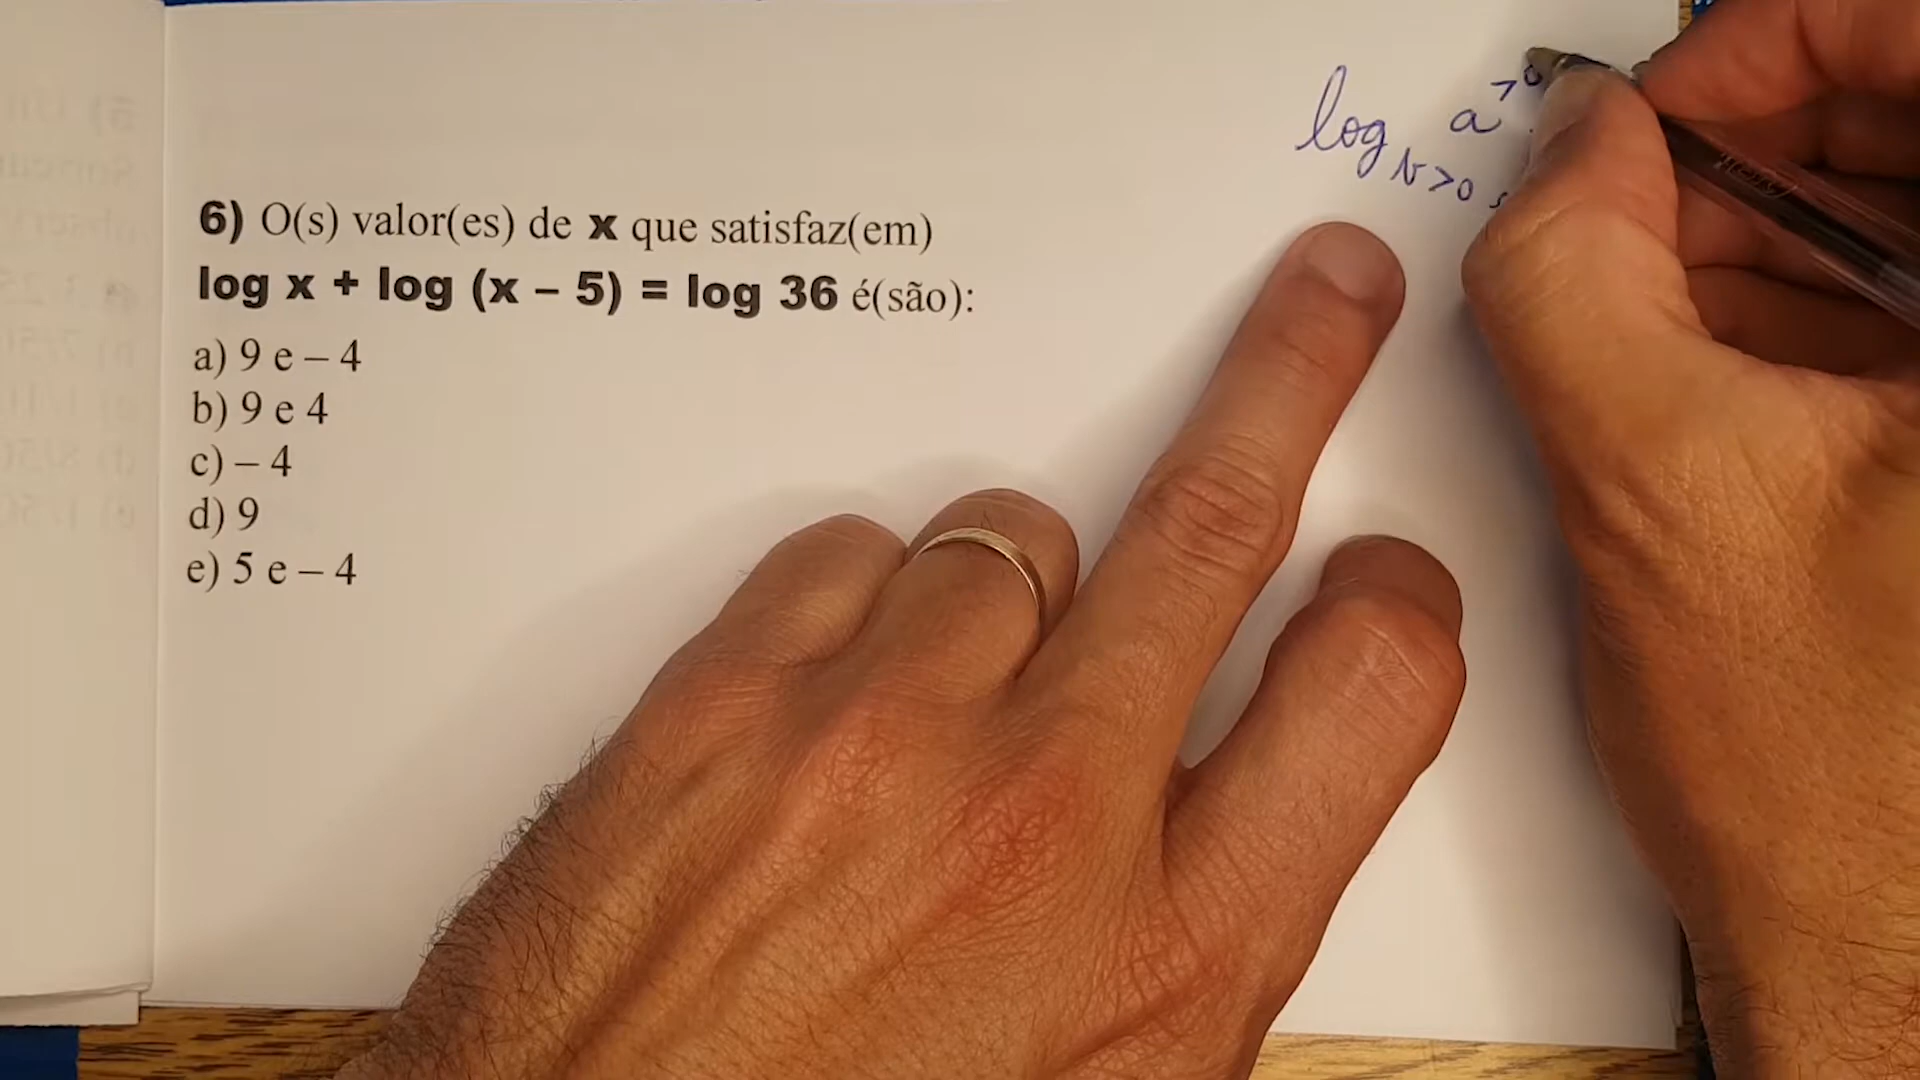 6) O(s) valor(es) de x que satisfaz(em)
log x + log (x – 5) = log 36 é(são):
a) 9 e – 4
b) 9 e 4
c) – 4
d) 9
e) 5 e – 4
log a >0
b >0